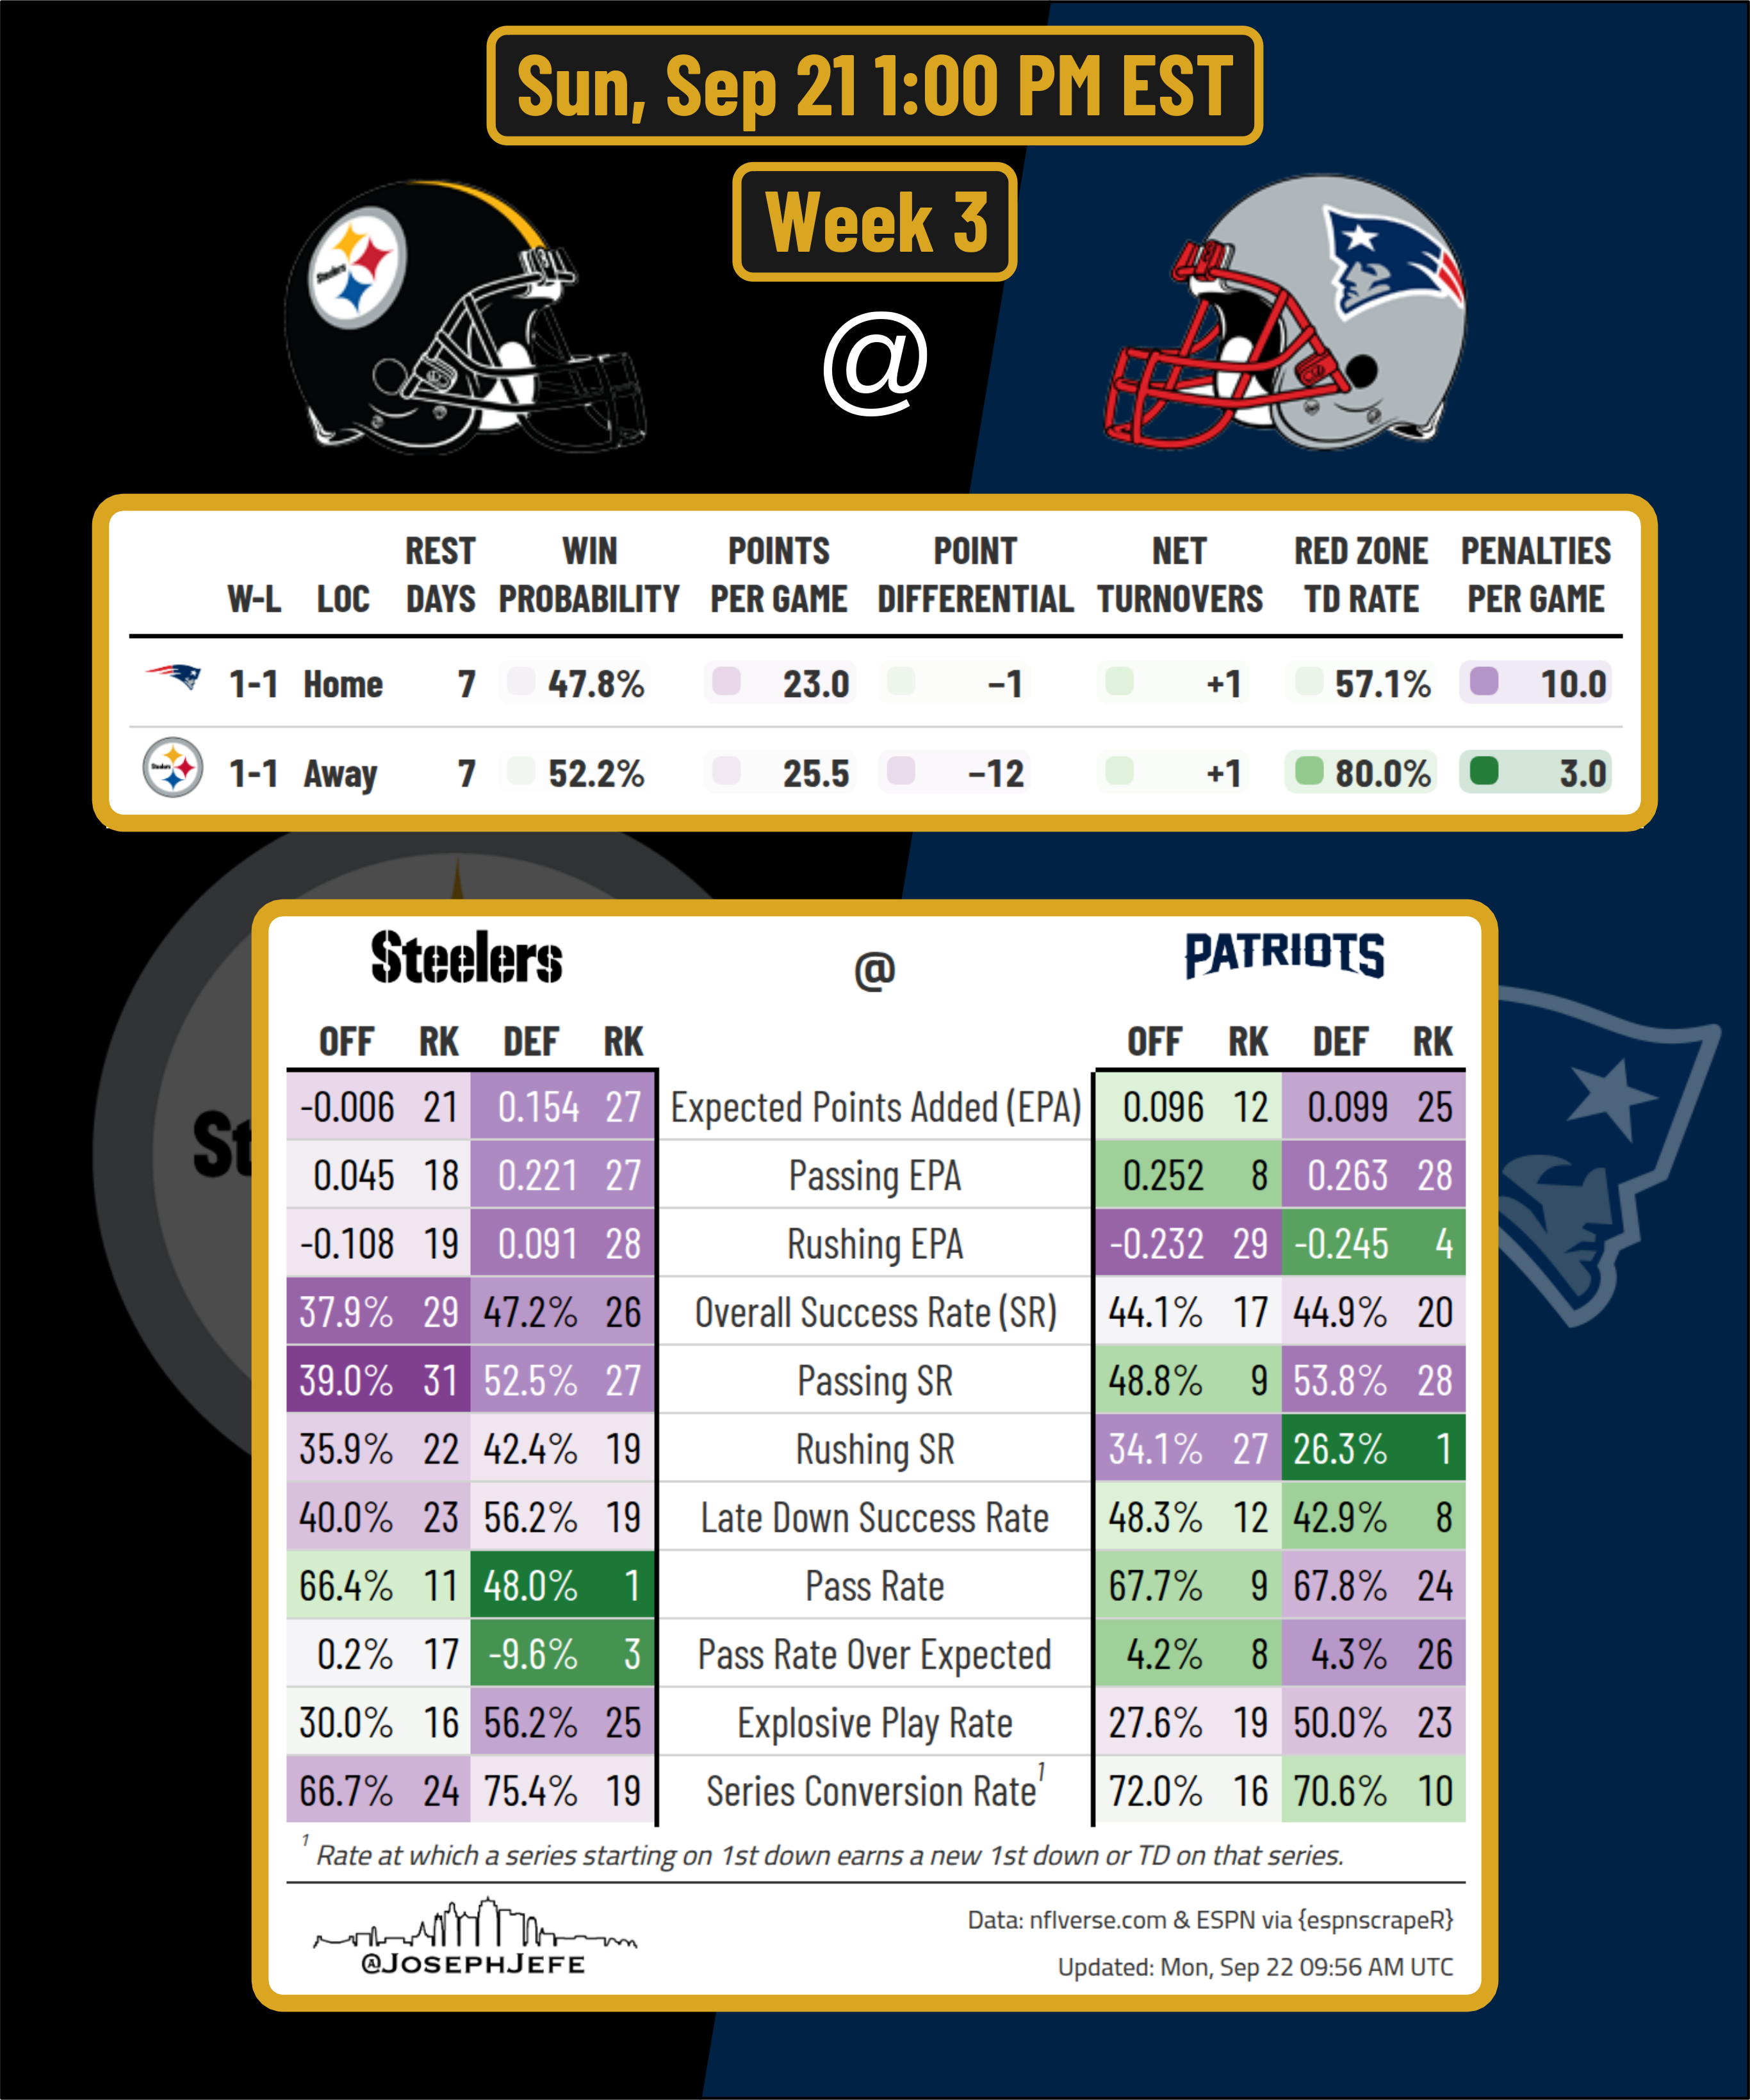 Sun, Sep 21 1:00 PM EST
Week 3
Steelers
@
W-L LOC REST DAYS WIN PROBABILITY POINTS PER GAME POINT DIFFERENTIAL NET TURNOVERS RED ZONE TD RATE PENALTIES PER GAME
1-1 Home 7 47.8% 23.0 −1 +1 57.1% 10.0
Steelers 1-1 Away 7 52.2% 25.5 −12 +1 80.0% 3.0
St
Steelers @ PATRIOTS
OFF RK DEF RK OFF RK DEF RK
-0.006 21 0.154 27 Expected Points Added (EPA) 0.096 12 0.099 25
0.045 18 0.221 27 Passing EPA 0.252 8 0.263 28
-0.108 19 0.091 28 Rushing EPA -0.232 29 -0.245 4
37.9% 29 47.2% 26 Overall Success Rate (SR) 44.1% 17 44.9% 20
39.0% 31 52.5% 27 Passing SR 48.8% 9 53.8% 28
35.9% 22 42.4% 19 Rushing SR 34.1% 27 26.3% 1
40.0% 23 56.2% 19 Late Down Success Rate 48.3% 12 42.9% 8
66.4% 11 48.0% 1 Pass Rate 67.7% 9 67.8% 24
0.2% 17 -9.6% 3 Pass Rate Over Expected 4.2% 8 4.3% 26
30.0% 16 56.2% 25 Explosive Play Rate 27.6% 19 50.0% 23
66.7% 24 75.4% 19 Series Conversion Rate¹ 72.0% 16 70.6% 10
¹ Rate at which a series starting on 1st down earns a new 1st down or TD on that series.
@JOSEPHJEFE
Data: nflverse.com & ESPN via {espnscrapeR}
Updated: Mon, Sep 22 09:56 AM UTC